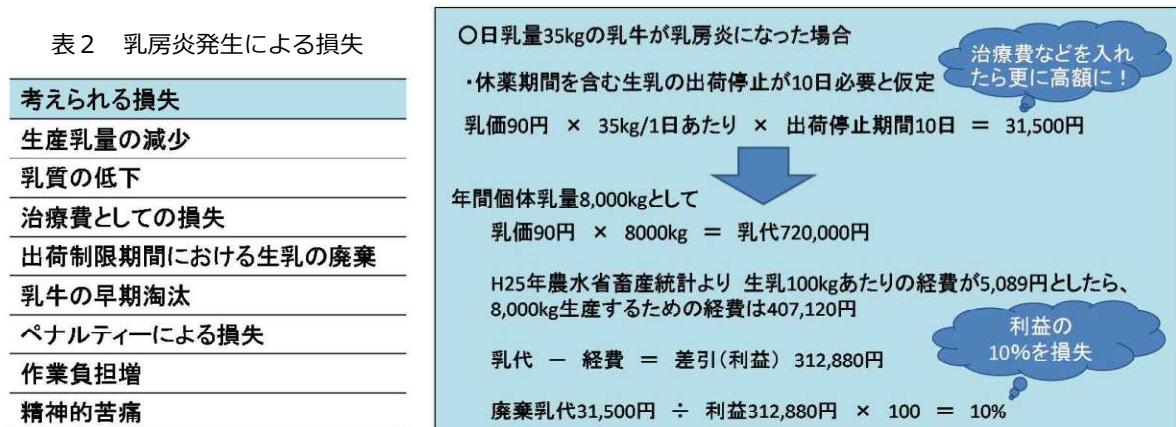 表２　乳房炎発生による損失
考えられる損失
生産乳量の減少
乳質の低下
治療費としての損失
出荷制限期間における生乳の廃棄
乳牛の早期淘汰
ペナルティーによる損失
作業負担増
精神的苦痛
〇日乳量35kgの乳牛が乳房炎になった場合
治療費などを入れ
たら更に高額に！
・休薬期間を含む生乳の出荷停止が10日必要と仮定
乳価90円 × 35kg/1日あたり × 出荷停止期間10日 ＝ 31,500円
年間個体乳量8,000kgとして
乳価90円 × 8000kg ＝ 乳代720,000円
H25年農水省畜産統計より 生乳100kgあたりの経費が5,089円としたら、
8,000kg生産するための経費は407,120円
利益の
10%を損失
乳代 － 経費 ＝ 差引（利益） 312,880円
廃棄乳代31,500円 ÷ 利益312,880円 × 100 ＝ 10%